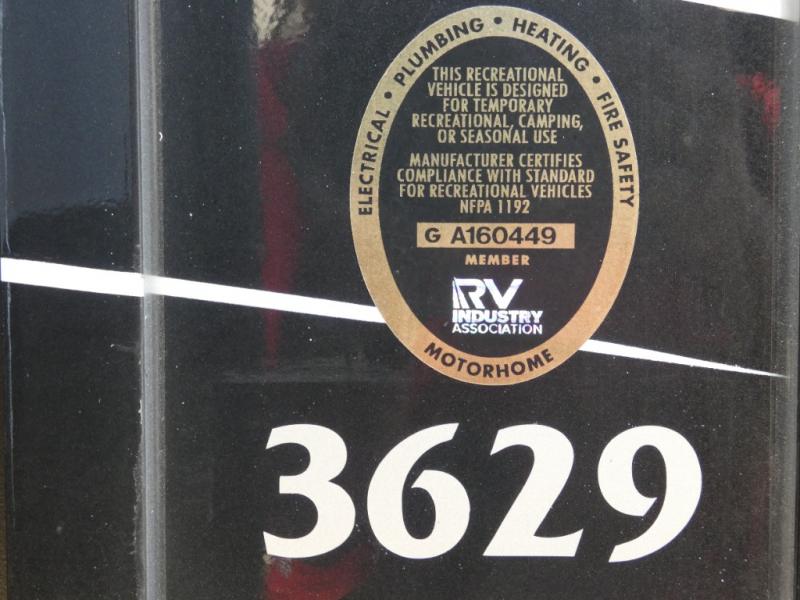 ELECTRICAL • PLUMBING • HEATING • FIRE SAFETY
THIS RECREATIONAL
VEHICLE IS DESIGNED
FOR TEMPORARY
RECREATIONAL, CAMPING,
OR SEASONAL USE
MANUFACTURER CERTIFIES
COMPLIANCE WITH STANDARD
FOR RECREATIONAL VEHICLES
NFPA 1192
G A160449
MEMBER
RV
INDUSTRY
ASSOCIATION
MOTORHOME
3629